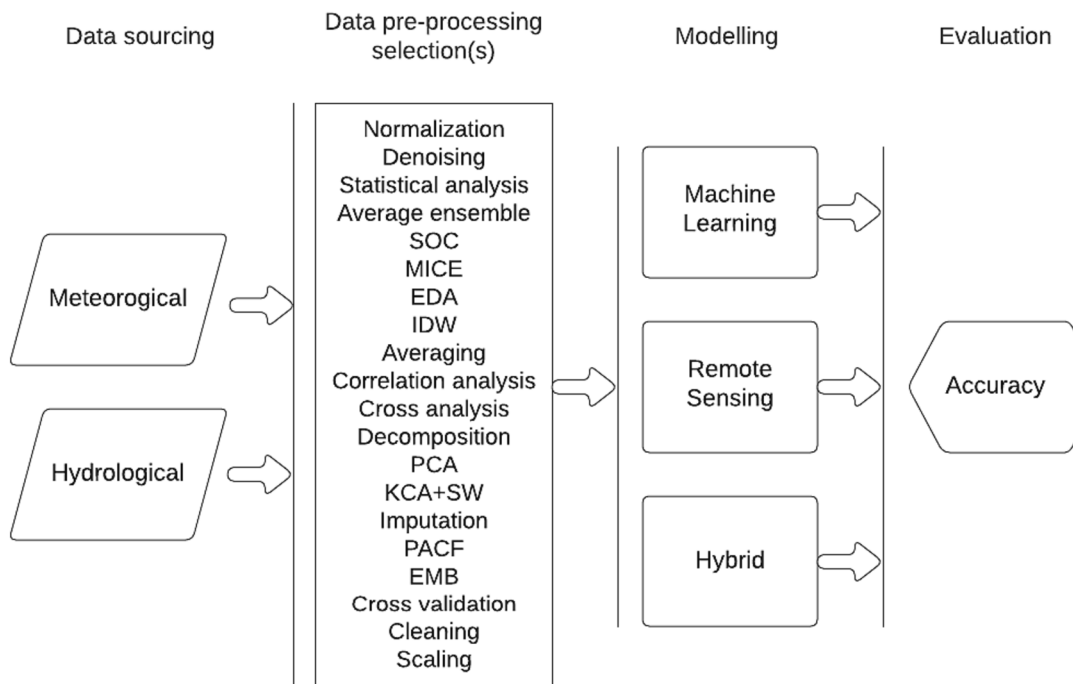 Data sourcing
Data pre-processing
selection(s)
Modelling
Evaluation
Meteorogical
Hydrological
Normalization
Denoising
Statistical analysis
Average ensemble
SOC
MICE
EDA
IDW
Averaging
Correlation analysis
Cross analysis
Decomposition
PCA
KCA+SW
Imputation
PACF
EMB
Cross validation
Cleaning
Scaling
Machine
Learning
Remote
Sensing
Hybrid
Accuracy